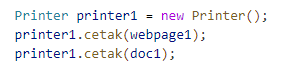 Printer printer1 = new Printer();
printer1.cetak(webpage1);
printer1.cetak(doc1);